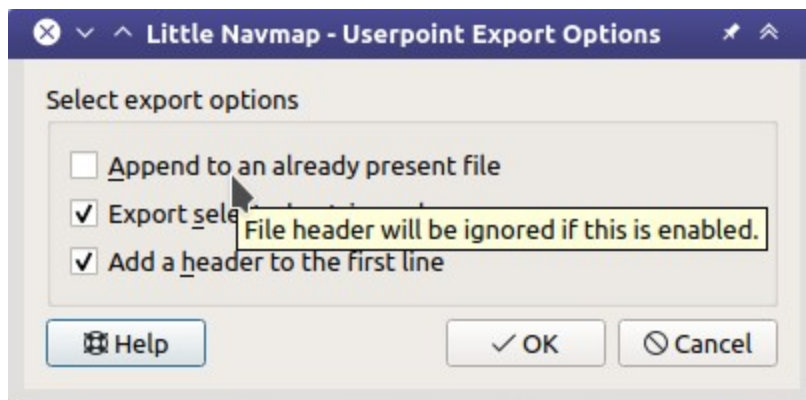 Little Navmap - Userpoint Export Options
Select export options
Append to an already present file
Export
File header will be ignored if this is enabled.
Add a header to the first line
Help
OK
Cancel